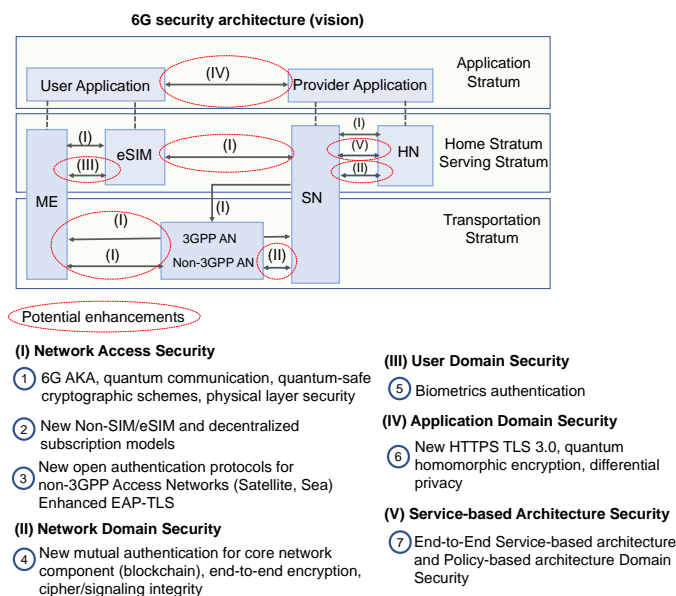 6G security architecture (vision)
Application
Stratum
(IV)
User Application
Provider Application
(I)
(I)
(I)
(V)
Home Stratum
Serving Stratum
eSIM
HN
(III)
(II)
ME
SN
(I)
(I)
Transportation
Stratum
3GPP AN
(I)
(II)
Non-3GPP AN
Potential enhancements
(I) Network Access Security
1 6G AKA, quantum communication, quantum-safe
cryptographic schemes, physical layer security
2 New Non-SIM/eSIM and decentralized
subscription models
3 New open authentication protocols for
non-3GPP Access Networks (Satellite, Sea)
Enhanced EAP-TLS
(II) Network Domain Security
4 New mutual authentication for core network
component (blockchain), end-to-end encryption,
cipher/signaling integrity
(III) User Domain Security
5 Biometrics authentication
(IV) Application Domain Security
6 New HTTPS TLS 3.0, quantum
homomorphic encryption, differential
privacy
(V) Service-based Architecture Security
7 End-to-End Service-based architecture
and Policy-based architecture Domain
Security